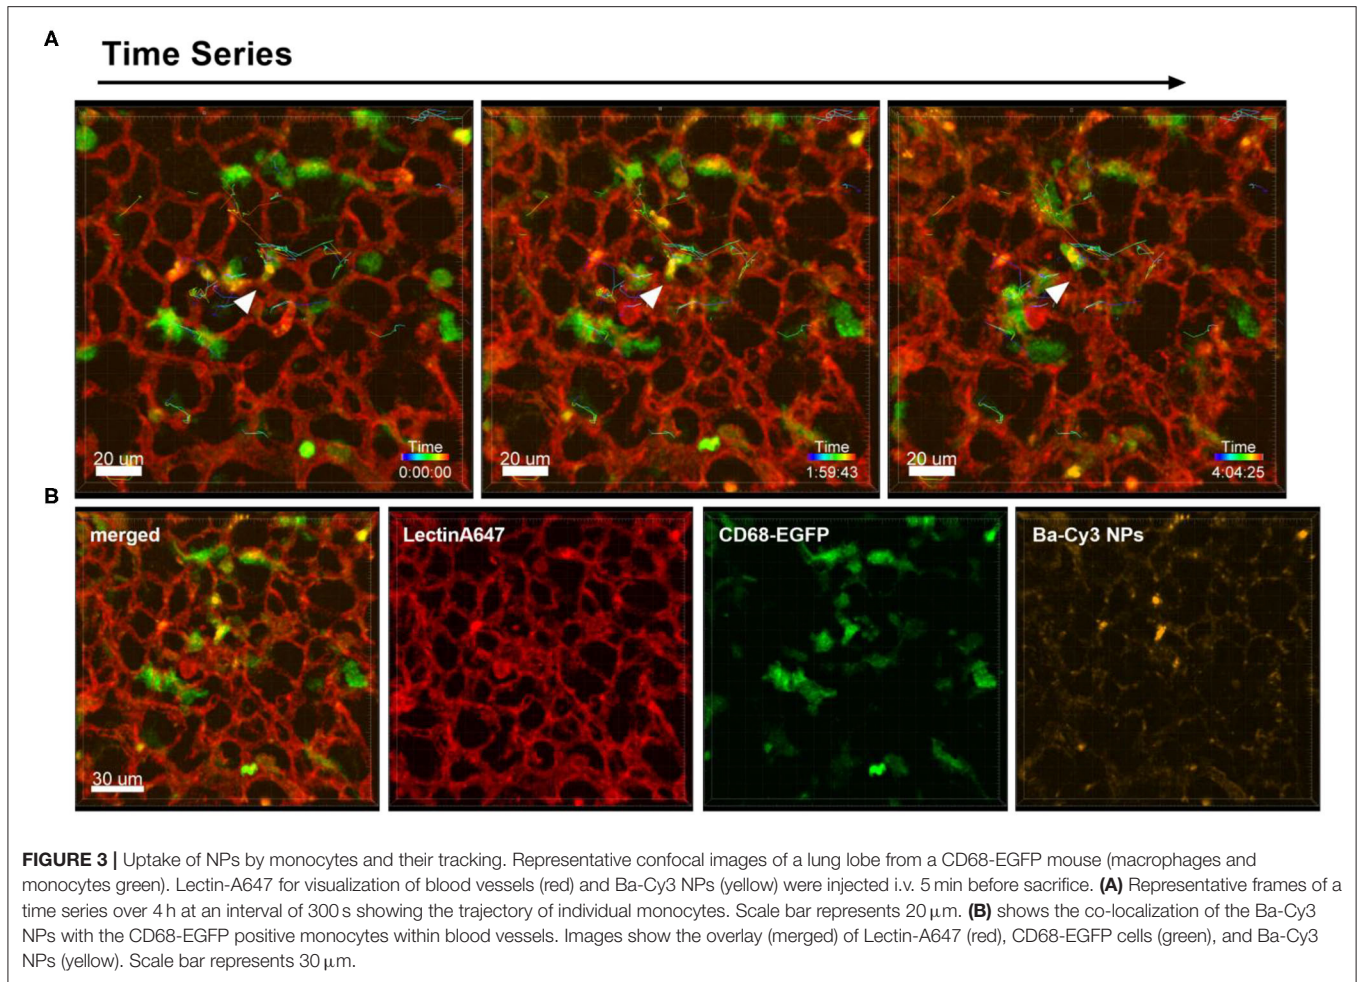 A
Time Series
20 um
Time
0:00:00
20 um
Time
1:59:43
20 um
Time
4:04:25
B
merged
30 um
LectinA647
CD68-EGFP
Ba-Cy3 NPs
FIGURE 3 | Uptake of NPs by monocytes and their tracking. Representative confocal images of a lung lobe from a CD68-EGFP mouse (macrophages and
monocytes green). Lectin-A647 for visualization of blood vessels (red) and Ba-Cy3 NPs (yellow) were injected i.v. 5 min before sacrifice. (A) Representative frames of a
time series over 4 h at an interval of 300 s showing the trajectory of individual monocytes. Scale bar represents 20 μm. (B) shows the co-localization of the Ba-Cy3
NPs with the CD68-EGFP positive monocytes within blood vessels. Images show the overlay (merged) of Lectin-A647 (red), CD68-EGFP cells (green), and Ba-Cy3
NPs (yellow). Scale bar represents 30 μm.